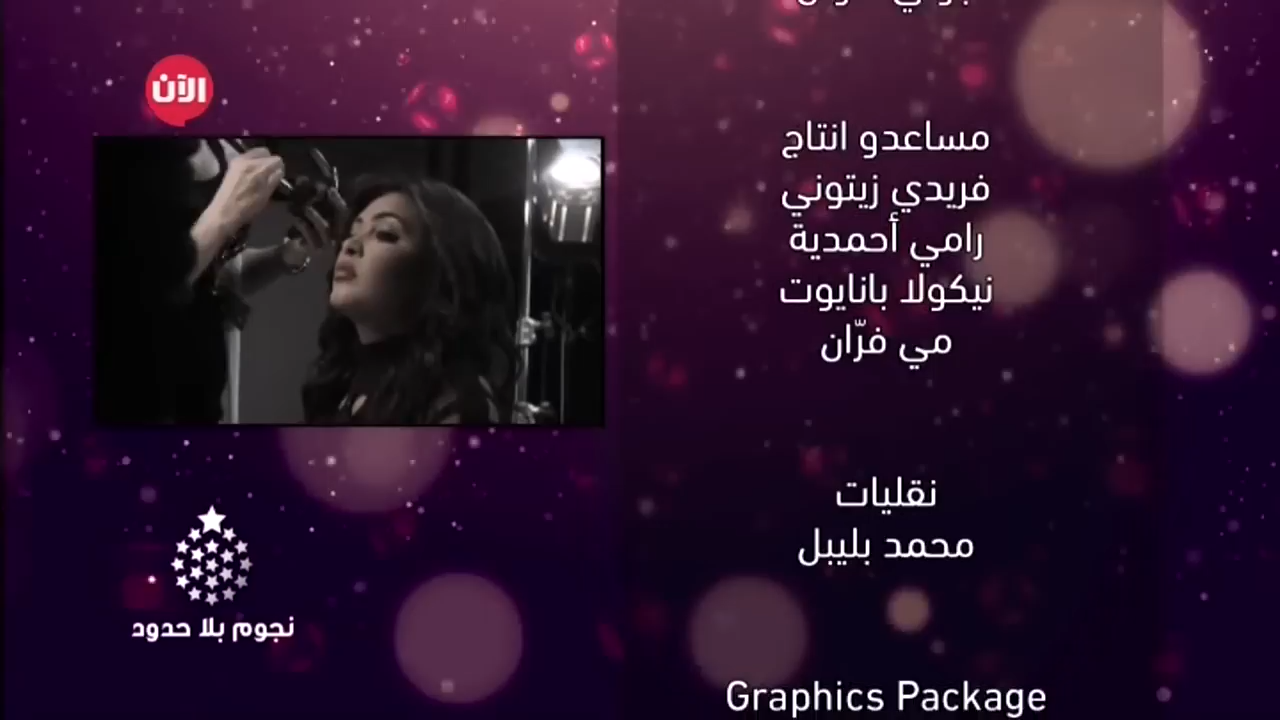 الآن
مساعدو انتاج
فريدي زيتوني
رامي أحمدية
نيكولا بانايوت
مي فرّان
نقليات
محمد بليبل
نجوم بلا حدود
Graphics Package